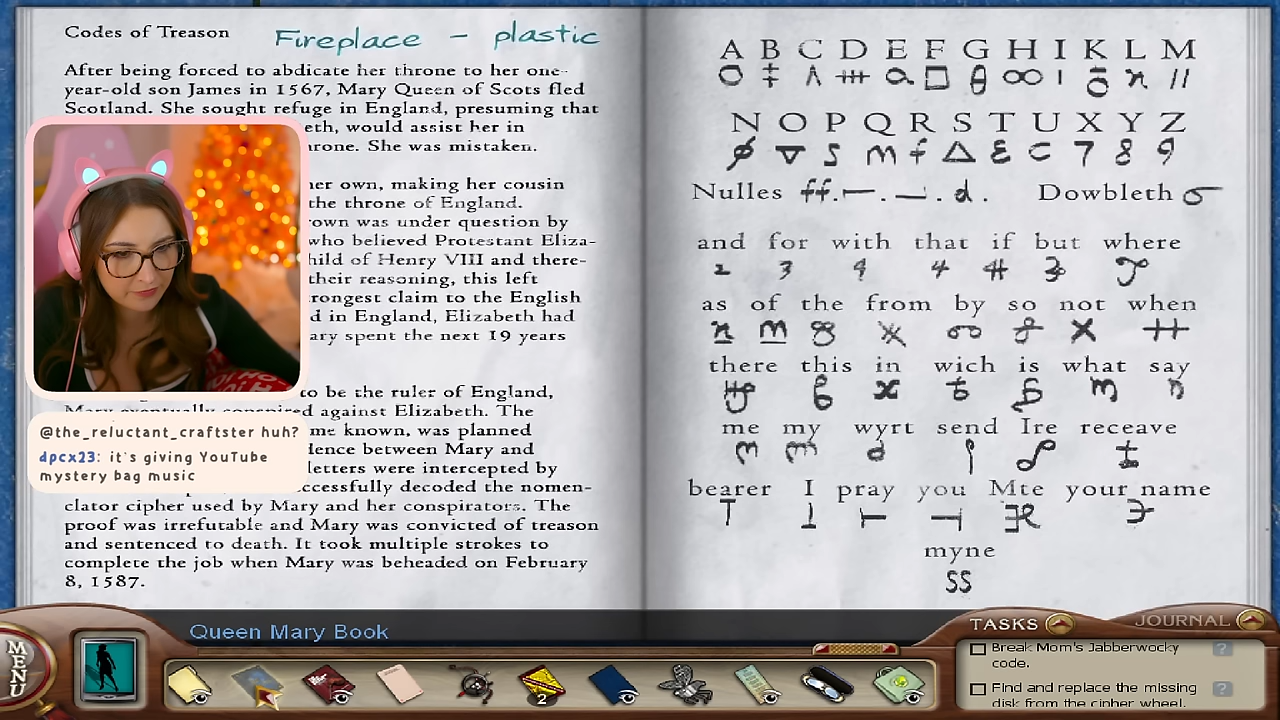 Codes of Treason
Fireplace - plastic
After being forced to abdicate her throne to her one-
year-old son James in 1567, Mary Queen of Scots fled
Scotland. She sought refuge in England, presuming that
eth, would assist her in
rone. She was mistaken.
her own, making her cousin
the throne of England.
own was under question by
who believed Protestant Eliza-
hild of Henry VIII and there-
their reasoning, this left
rongest claim to the English
d in England, Elizabeth had
ary spent the next 19 years
to be the ruler of England,
Mary eventually conspired against Elizabeth. The
me known, was planned
dence between Mary and
letters were intercepted by
ccessfully decoded the nomen-
clator cipher used by Mary and her conspirators. The
proof was irrefutable and Mary was convicted of treason
and sentenced to death. It took multiple strokes to
complete the job when Mary was beheaded on February
8, 1587.
@the_reluctant_craftster huh?
dpcx23: it's giving YouTube
mystery bag music
A B C D E F G H I K L M
N O P Q R S T U X Y Z
Nulles ff. d. Dowbleth
and for with that if but where
as of the from by so not when
there this in wich is what say
me my wyrt send Ire receave
bearer I pray you Mte your name
myne
SS
MENU
Queen Mary Book
2
TASKS
JOURNAL
Break Mom's Jabberwocky ?
code.
Find and replace the missing ?
disk from the cipher wheel.